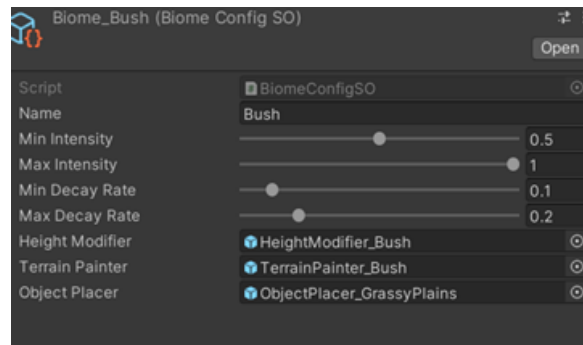 Biome_Bush (Biome Config SO)
Open
Script BiomeConfigSO
Name Bush
Min Intensity 0.5
Max Intensity 1
Min Decay Rate 0.1
Max Decay Rate 0.2
Height Modifier HeightModifier_Bush
Terrain Painter TerrainPainter_Bush
Object Placer ObjectPlacer_GrassyPlains